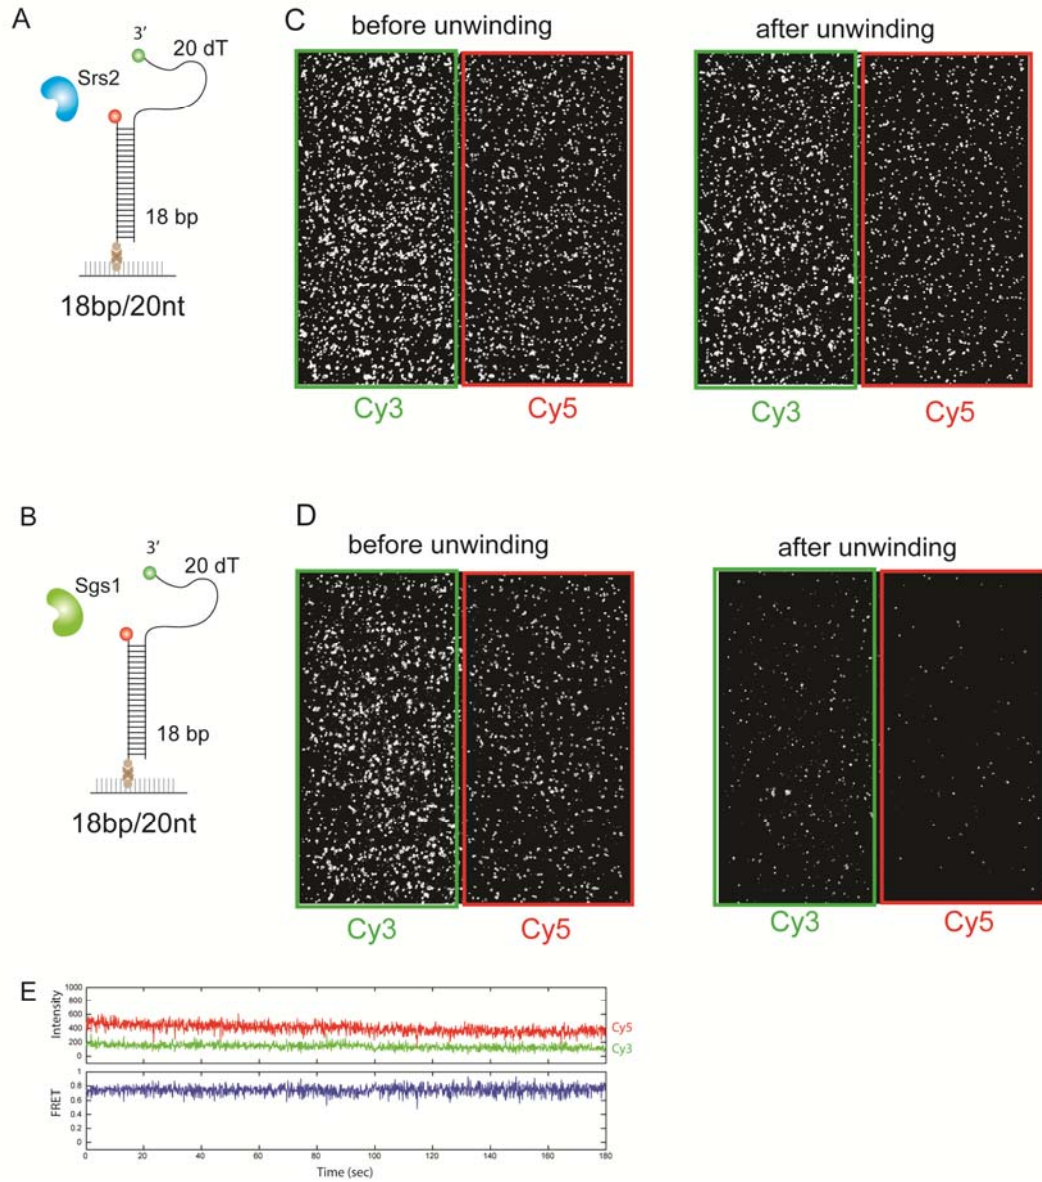 A
3'
20 dT
Srs2
18 bp
18bp/20nt
C
before unwinding
after unwinding
Cy3
Cy5
Cy3
Cy5
B
3'
20 dT
Sgs1
18 bp
18bp/20nt
D
before unwinding
after unwinding
Cy3
Cy5
Cy3
Cy5
E
Intensity
1000
800
600
400
200
0
Cy5
Cy3
FRET
1
0.8
0.6
0.4
0.2
0
0 20 40 60 80 100 120 140 160 180
Time (sec)